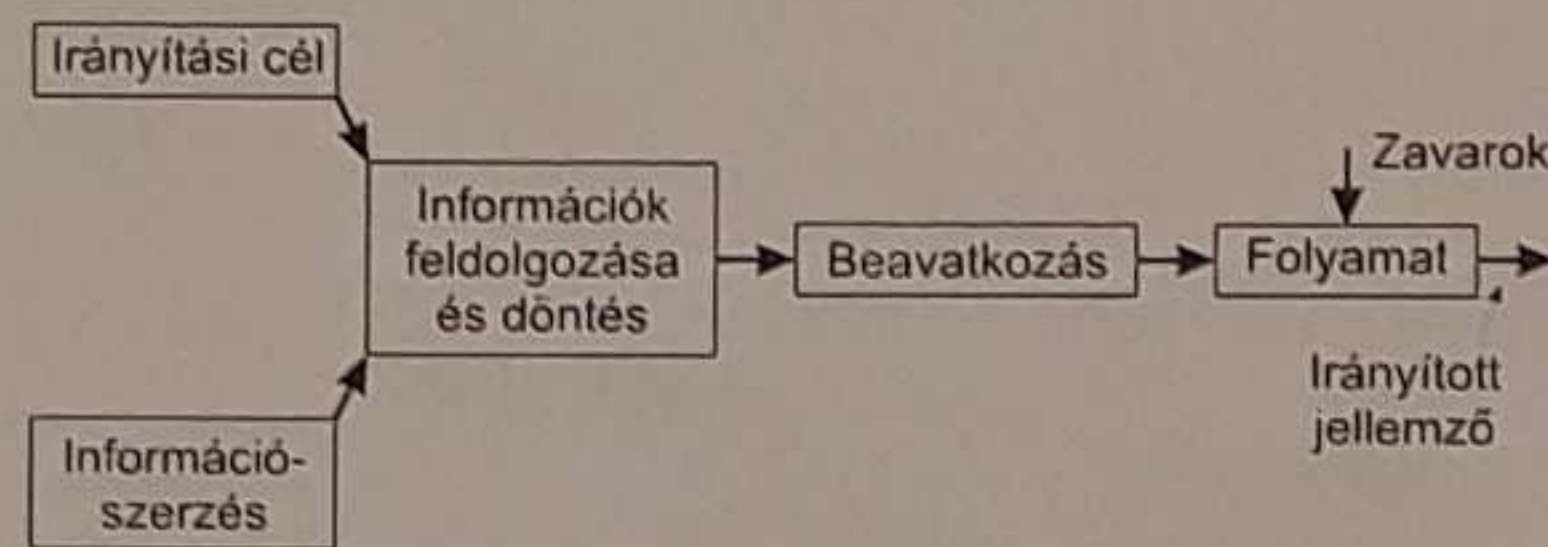 Irányítási cél
Információk
feldolgozása
és döntés
Beavatkozás
Zavarok
Folyamat
Irányított
jellemző
Információ-
szerzés